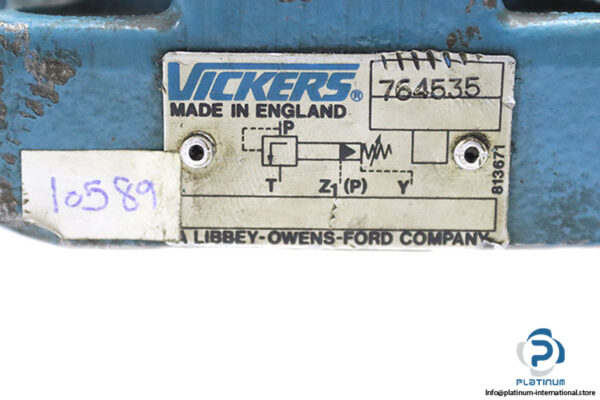 VICKERS®
764535
MADE IN ENGLAND
P
T
Z1 (P)
Y
813671
10589
A LIBBEY-OWENS-FORD COMPANY
PLATINUM
Info@platinum-international.store